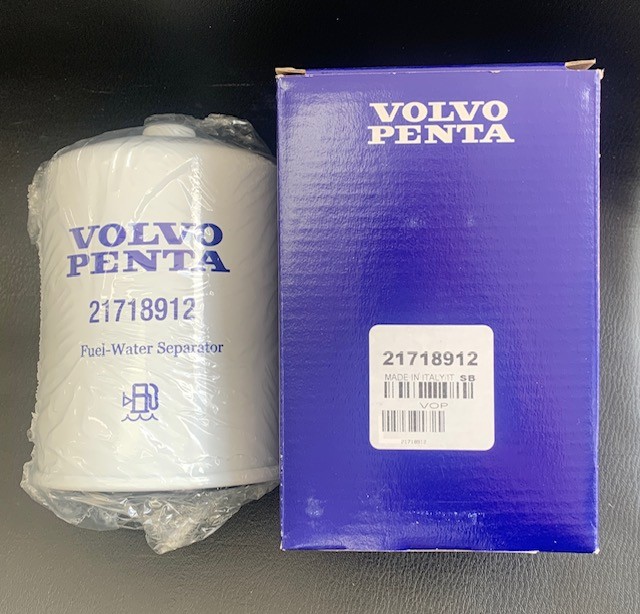 VOLVO
PENTA
21718912
Fuel-Water Separator
VOLVO
PENTA
21718912
MADE IN ITALY/IT SB
VOP